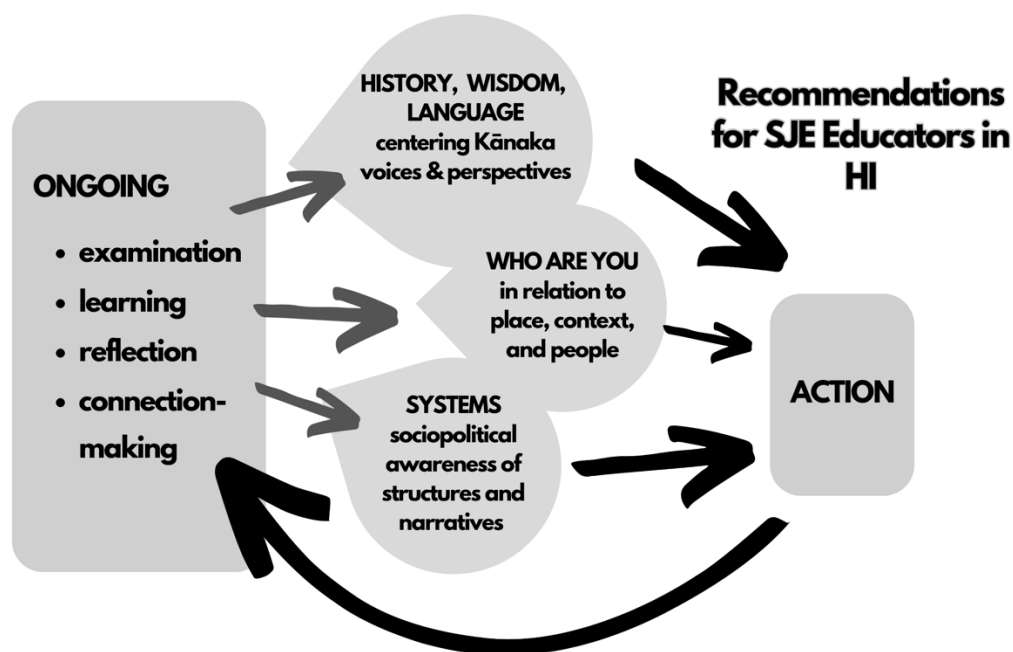 Recommendations
for SJE Educators in
HI
ONGOING
• examination
• learning
• reflection
• connection-
making
HISTORY, WISDOM,
LANGUAGE
centering Kānaka
voices & perspectives
WHO ARE YOU
in relation to
place, context,
and people
SYSTEMS
sociopolitical
awareness of
structures and
narratives
ACTION